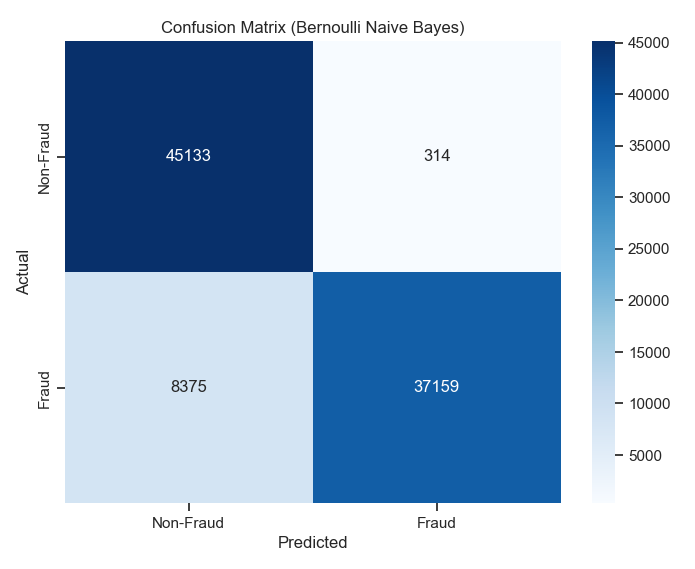 Confusion Matrix (Bernoulli Naive Bayes)
Actual
Non-Fraud
45133
314
Fraud
8375
37159
Non-Fraud
Fraud
Predicted
45000
40000
35000
30000
25000
20000
15000
10000
5000